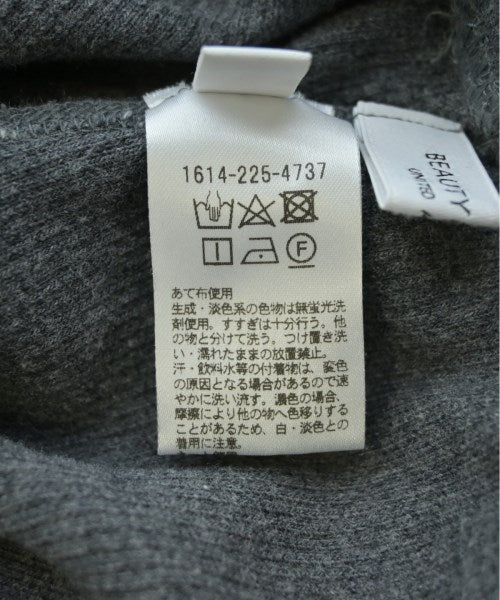 1614-225-4737
F
あて布使用
生成・淡色系の色物は無蛍光洗
剤使用。すすぎは十分行う。他
の物と分けて洗う。つけ置き洗
い・濡れたままの放置厳止。
汗・飲料水等の付着物は、変色
の原因となる場合があるので速
やかに洗い流す。濃色の場合、
摩擦により他の物へ色移りする
ことがあるため、白・淡色との
着用に注意。
BEAUTY
UNITED